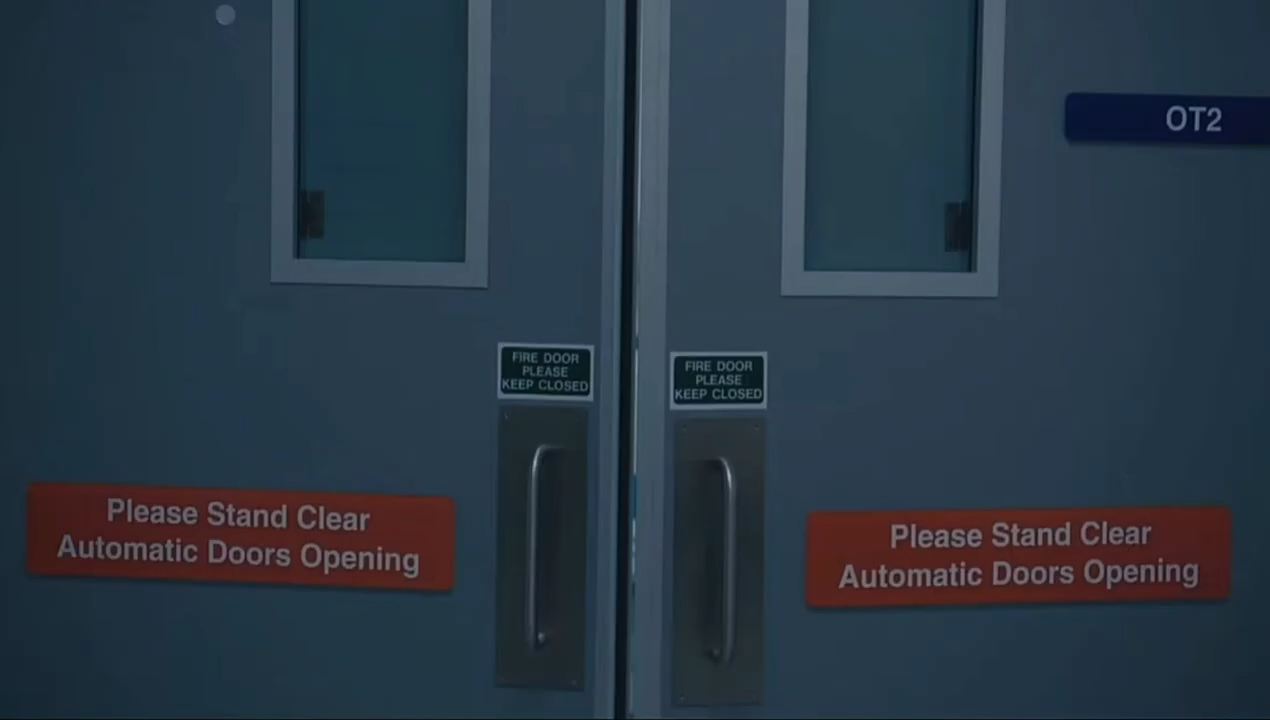 OT2
FIRE DOOR
PLEASE
KEEP CLOSED
FIRE DOOR
PLEASE
KEEP CLOSED
Please Stand Clear
Automatic Doors Opening
Please Stand Clear
Automatic Doors Opening